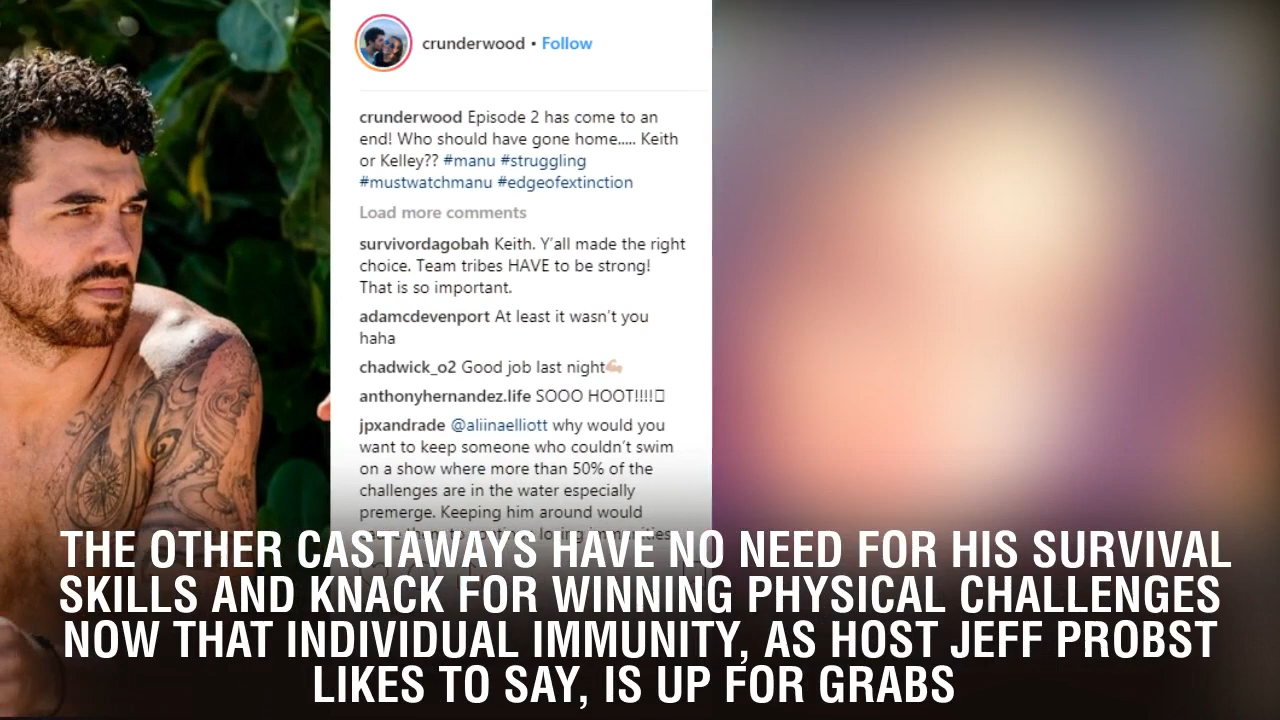 crunderwood • Follow
crunderwood Episode 2 has come to an
end! Who should have gone home..... Keith
or Kelley?? #manu #struggling
#mustwatchmanu #edgeofextinction
Load more comments
survivordagobah Keith. Y'all made the right
choice. Team tribes HAVE to be strong!
That is so important.
adamcdevenport At least it wasn't you
haha
chadwick_o2 Good job last night💪🏼
anthonyhernandez.life SOOO HOOT!!!!
jpxandrade @aliinaelliott why would you
want to keep someone who couldn't swim
on a show where more than 50% of the
challenges are in the water especially
premerge. Keeping him around would
THE OTHER CASTAWAYS HAVE NO NEED FOR HIS SURVIVAL
SKILLS AND KNACK FOR WINNING PHYSICAL CHALLENGES
NOW THAT INDIVIDUAL IMMUNITY, AS HOST JEFF PROBST
LIKES TO SAY, IS UP FOR GRABS